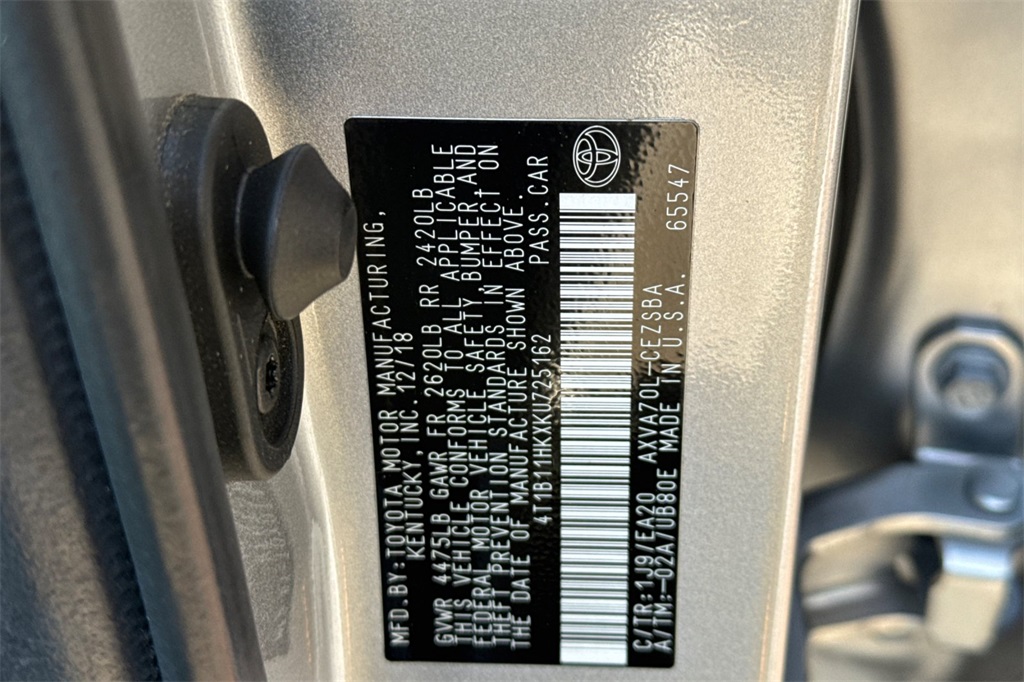 MFD.BY:TOYOTA MOTOR MANUFACTURING,
KENTUCKY, INC. 12/18
GVWR 4475LB GAWR FR 2620LB RR 2420LB
THIS VEHICLE CONFORMS TO ALL APPLICABLE
FEDERAL MOTOR VEHICLE SAFETY,BUMPER,AND
THEFT PREVENTION STANDARDS IN EFFECT ON
THE DATE OF MANUFACTURE SHOWN ABOVE.
4T1B11HKXKU725162 PASS.CAR
C/TR:1J9/EA20 AXVA70L-CEZSBA 65547
A/TM:-02A/UB80E MADE IN U.S.A.